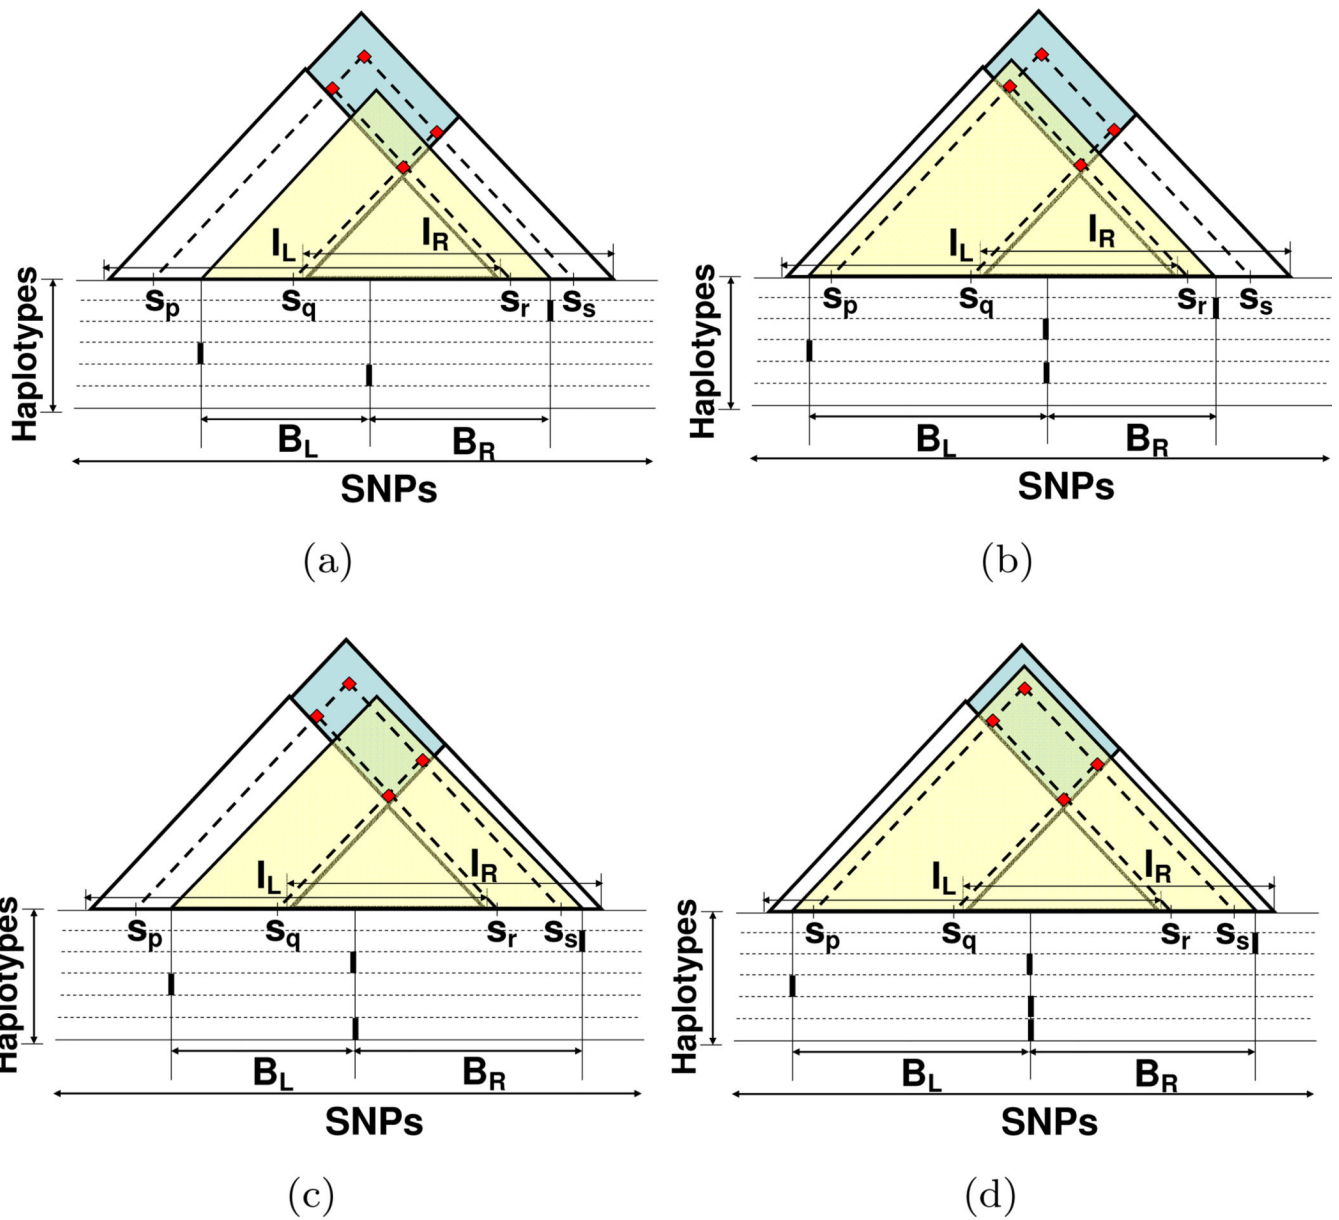 I_L I_R
Haplotypes
S_p S_q S_r S_s
B_L B_R
SNPs
(a)
I_L I_R
Haplotypes
S_p S_q S_r S_s
B_L B_R
SNPs
(b)
I_L I_R
Haplotypes
S_p S_q S_r S_s
B_L B_R
SNPs
(c)
I_L I_R
Haplotypes
S_p S_q S_r S_s
B_L B_R
SNPs
(d)